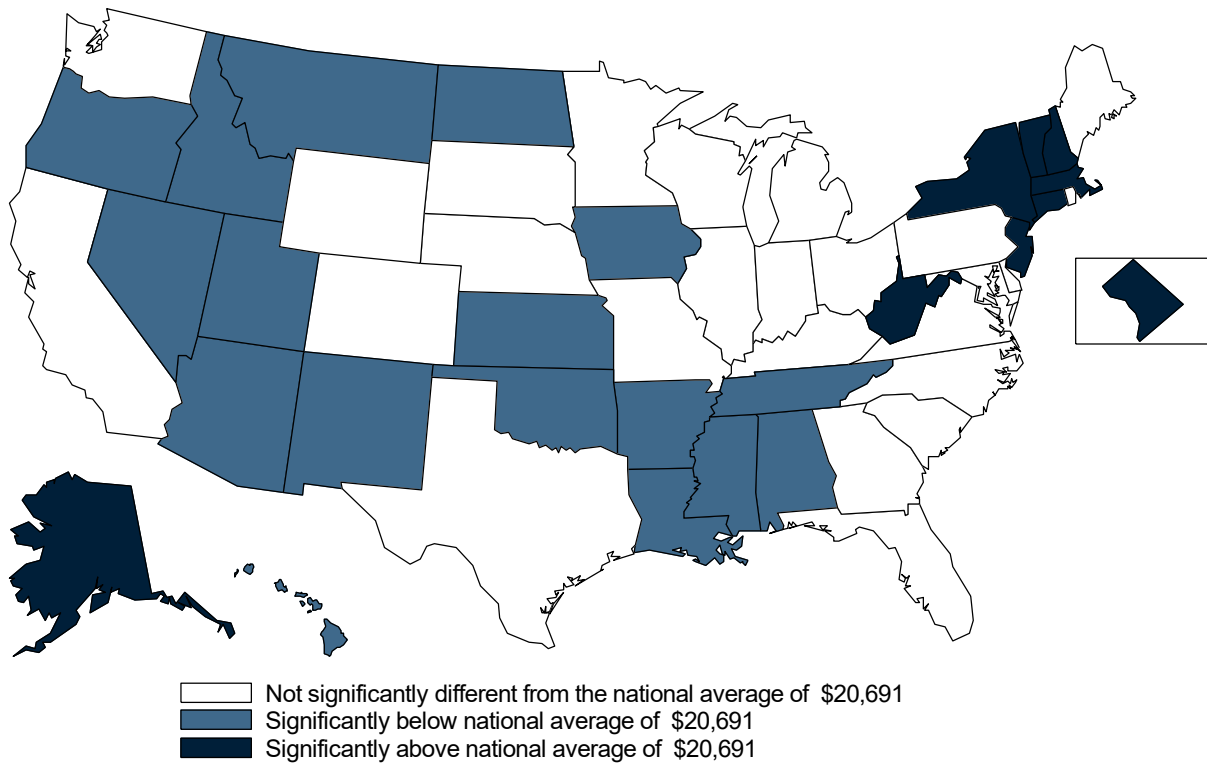 Not significantly different from the national average of  $20,691
Significantly below national average of  $20,691
Significantly above national average of  $20,691